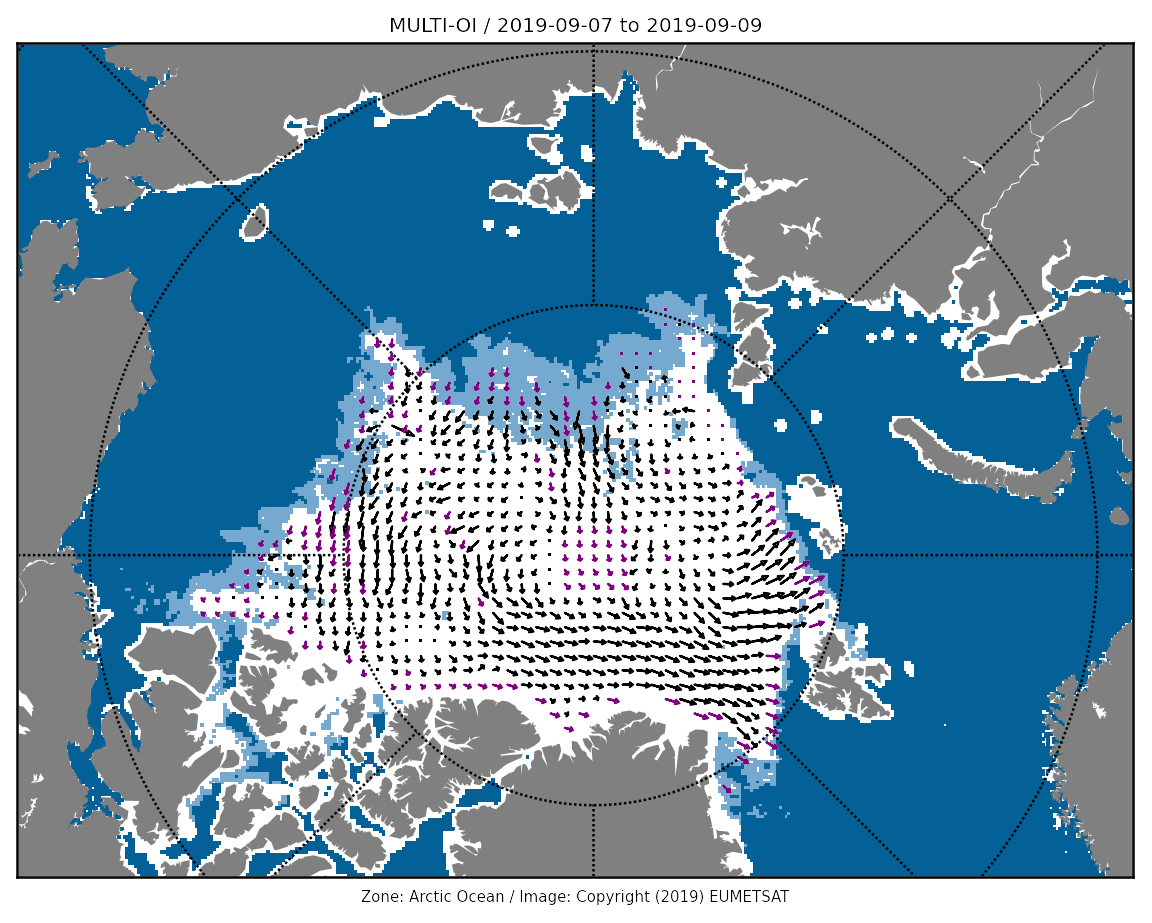 MULTI-OI / 2019-09-07 to 2019-09-09
Zone: Arctic Ocean / Image: Copyright (2019) EUMETSAT